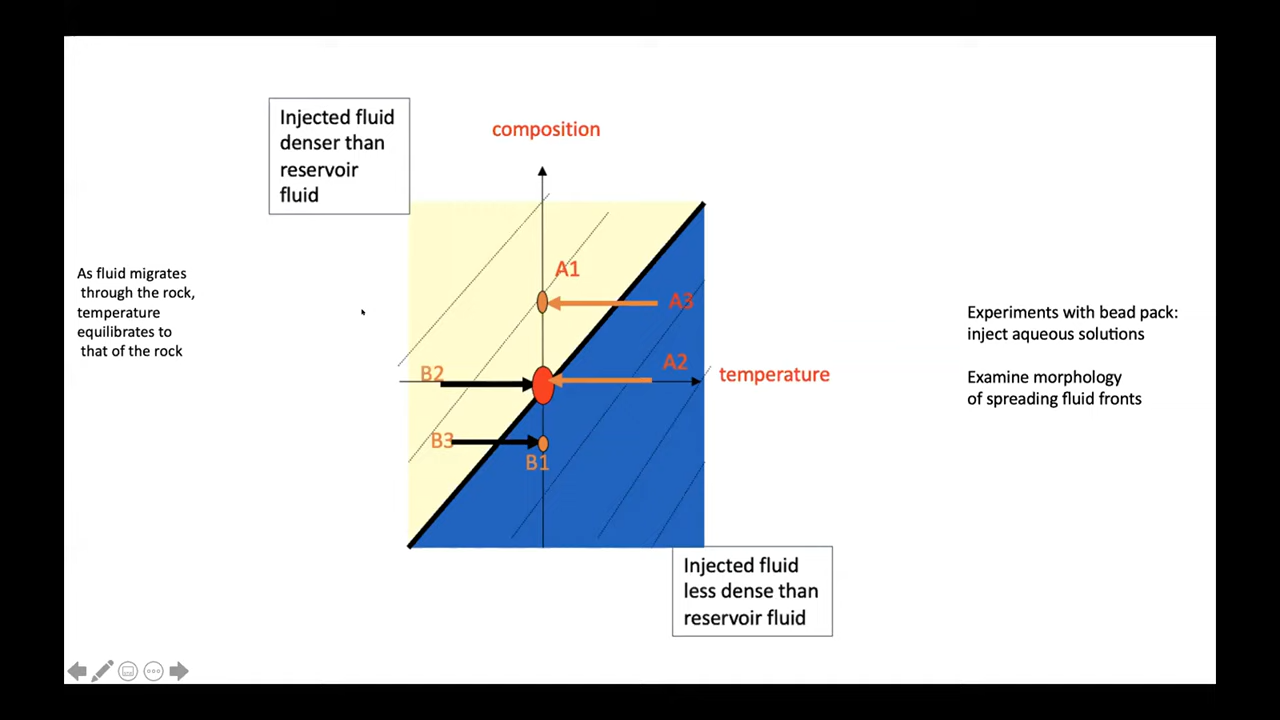 Injected fluid
denser than
reservoir
fluid
composition
As fluid migrates
through the rock,
temperature
equilibrates to
that of the rock
A1
A3
A2
B2
temperature
B3
B1
Experiments with bead pack:
inject aqueous solutions
Examine morphology
of spreading fluid fronts
Injected fluid
less dense than
reservoir fluid